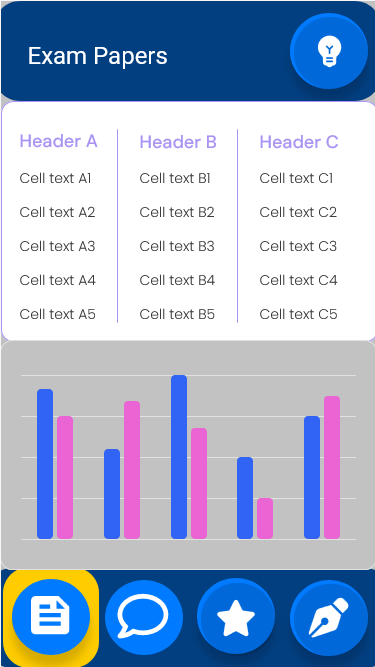 Exam Papers
Header A Header B Header C
Cell text A1 Cell text B1 Cell text C1
Cell text A2 Cell text B2 Cell text C2
Cell text A3 Cell text B3 Cell text C3
Cell text A4 Cell text B4 Cell text C4
Cell text A5 Cell text B5 Cell text C5